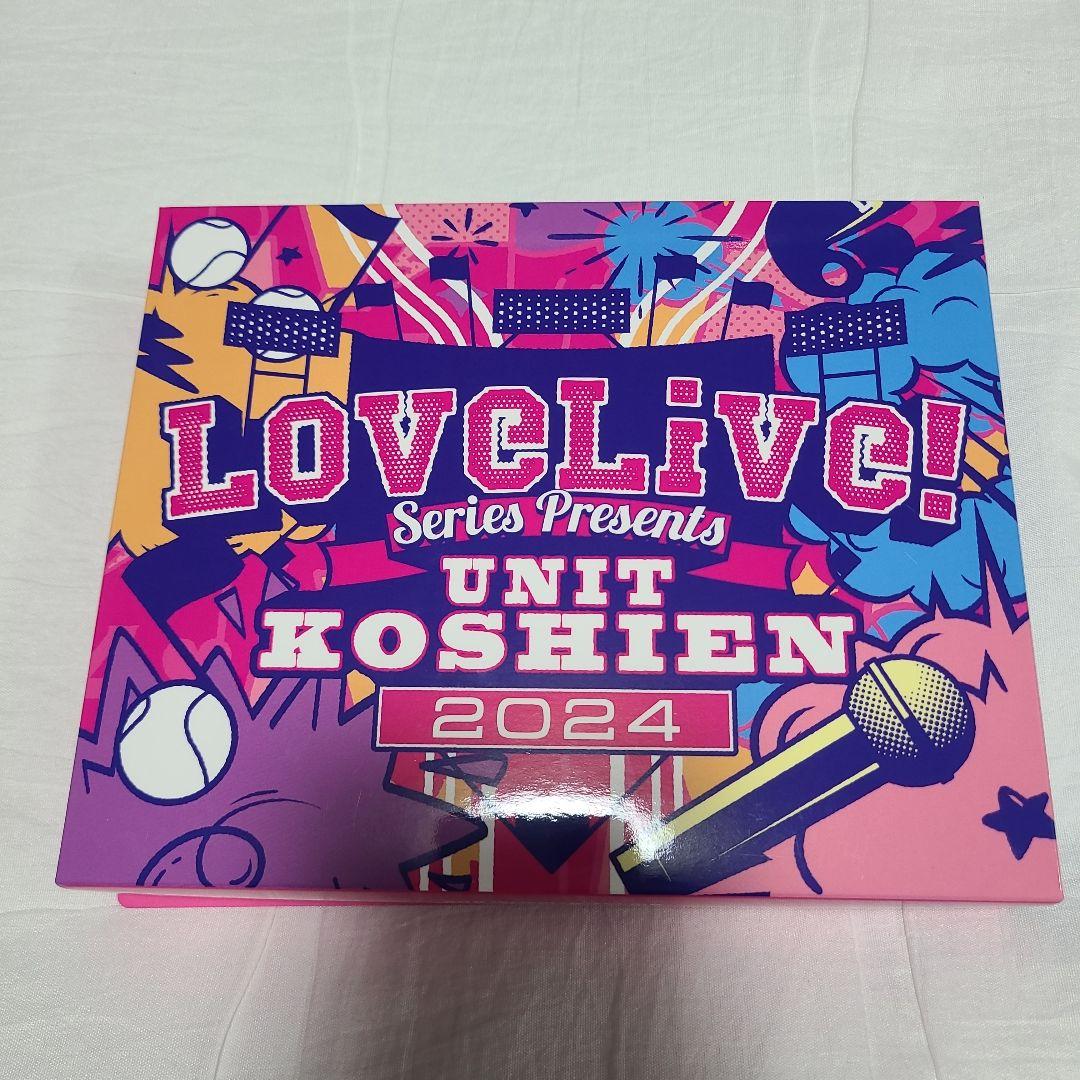 LoveLive!
Series Presents
UNIT
KOSHIEN
2024